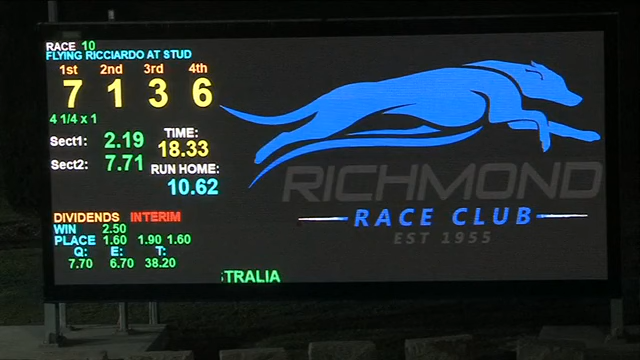 RACE 10
FLYING RICCIARDO AT STUD
1st 2nd 3rd 4th
7 1 3 6
4 1/4 x 1
Sect1: 2.19
Sect2: 7.71
TIME:
18.33
RUN HOME:
10.62
DIVIDENDS INTERIM
WIN 2.50
PLACE 1.60 1.90 1.60
Q: E: T:
7.70 6.70 38.20
STRALIA
RICHMOND
RACE CLUB
EST 1955